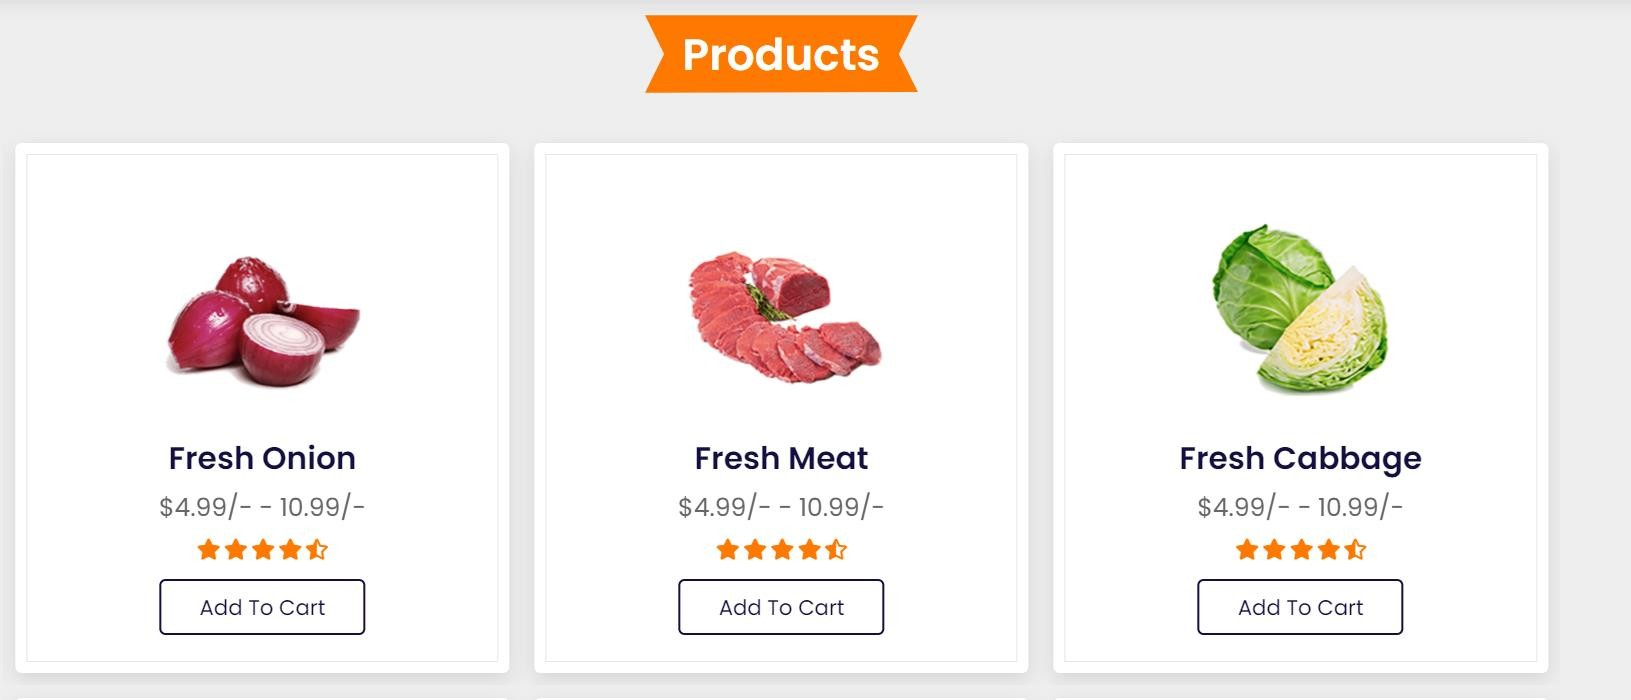 Products
Fresh Onion
$4.99/- - 10.99/-
Add To Cart
Fresh Meat
$4.99/- - 10.99/-
Add To Cart
Fresh Cabbage
$4.99/- - 10.99/-
Add To Cart